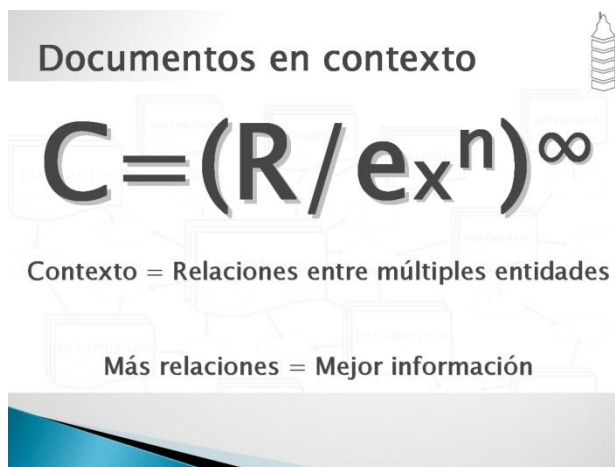 Documentos en contexto
C=(R/eₓⁿ)^∞
Contexto = Relaciones entre múltiples entidades
Más relaciones = Mejor información